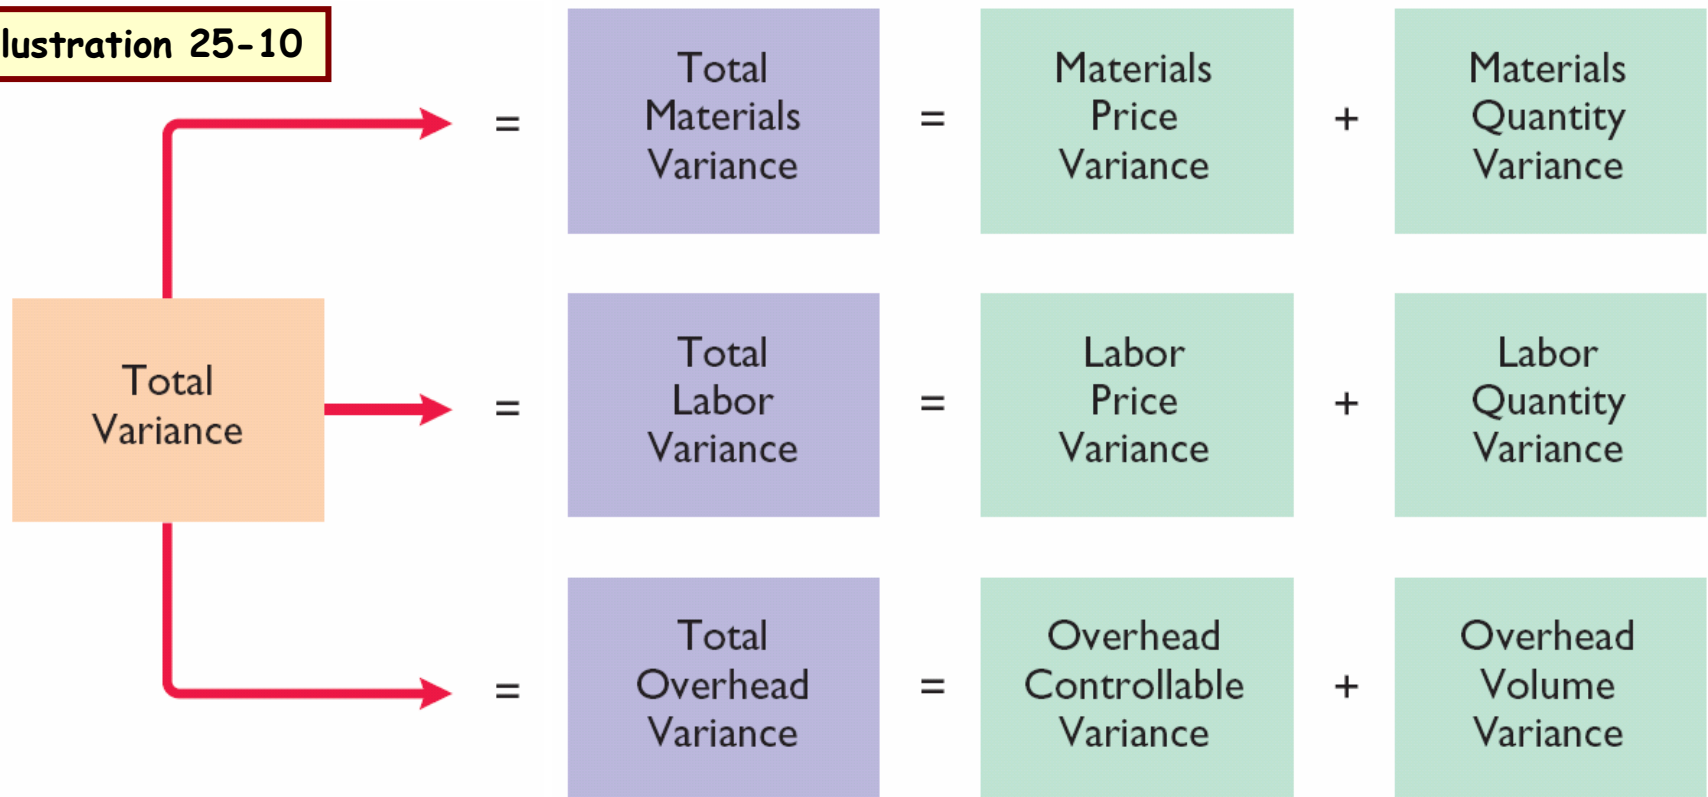 lustration 25-10
=
Total
Materials
Variance
=
Materials
Price
Variance
+
Materials
Quantity
Variance
Total
Variance
=
Total
Labor
Variance
=
Labor
Price
Variance
+
Labor
Quantity
Variance
=
Total
Overhead
Variance
=
Overhead
Controllable
Variance
+
Overhead
Volume
Variance